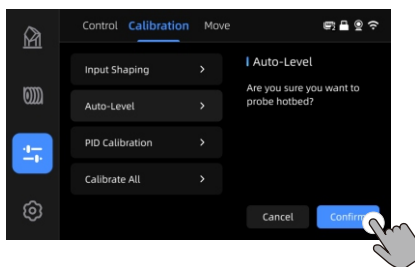 Control Calibration Move
Input Shaping
Auto-Level
PID Calibration
Calibrate All
Auto-Level
Are you sure you want to
probe hotbed?
Cancel Confirm